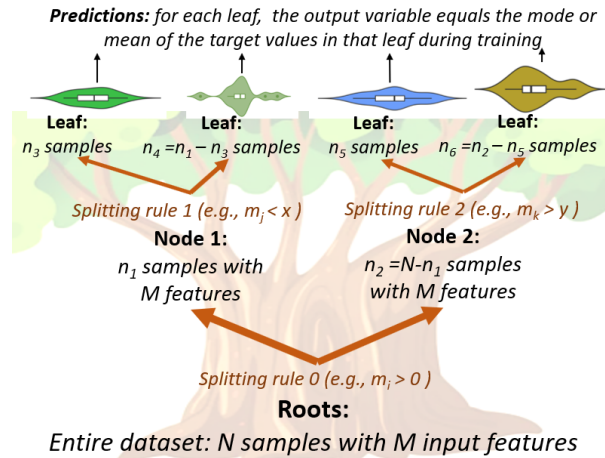 Predictions: for each leaf, the output variable equals the mode or
mean of the target values in that leaf during training
Leaf:
n₃ samples
Leaf:
n₄ =n₁ – n₃ samples
Leaf:
n₅ samples
Leaf:
n₆ =n₂ – n₅ samples
Splitting rule 1 (e.g., mⱼ < x )
Splitting rule 2 (e.g., mₖ > y )
Node 1:
n₁ samples with
M features
Node 2:
n₂ =N-n₁ samples
with M features
Splitting rule 0 (e.g., mᵢ > 0 )
Roots:
Entire dataset: N samples with M input features